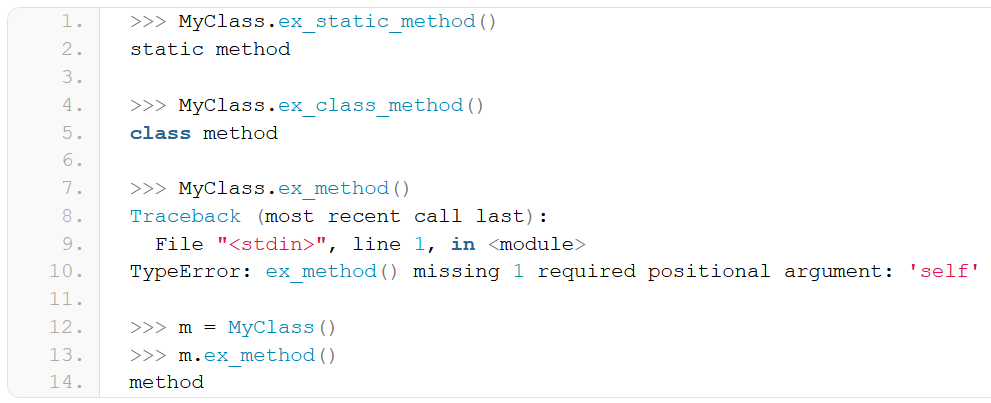 1. >>> MyClass.ex_static_method()
2. static method
3.
4. >>> MyClass.ex_class_method()
5. class method
6.
7. >>> MyClass.ex_method()
8. Traceback (most recent call last):
9.   File "<stdin>", line 1, in <module>
10. TypeError: ex_method() missing 1 required positional argument: 'self'
11.
12. >>> m = MyClass()
13. >>> m.ex_method()
14. method